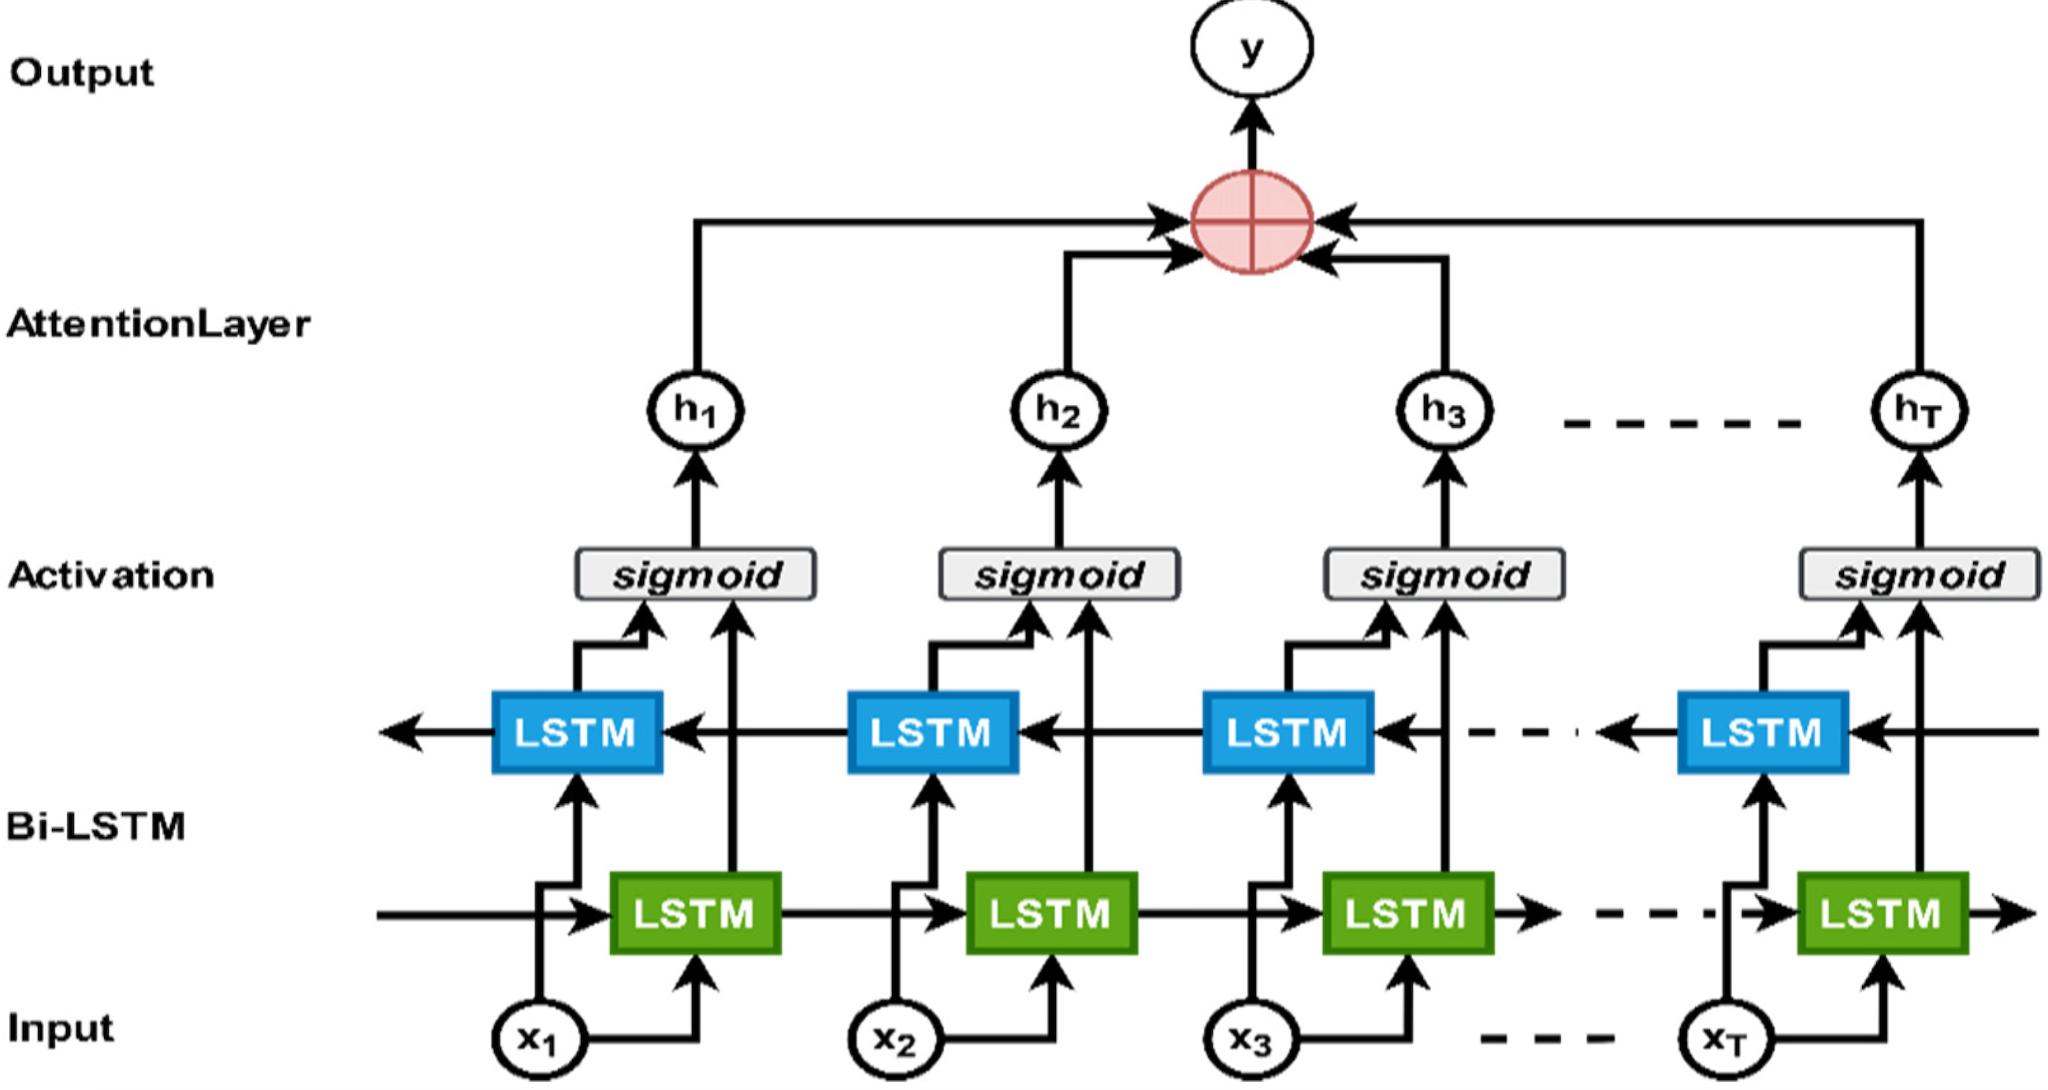 Output
y
AttentionLayer
h1 h2 h3 hT
Activation
sigmoid sigmoid sigmoid sigmoid
LSTM LSTM LSTM LSTM
Bi-LSTM
LSTM LSTM LSTM LSTM
Input
x1 x2 x3 xT